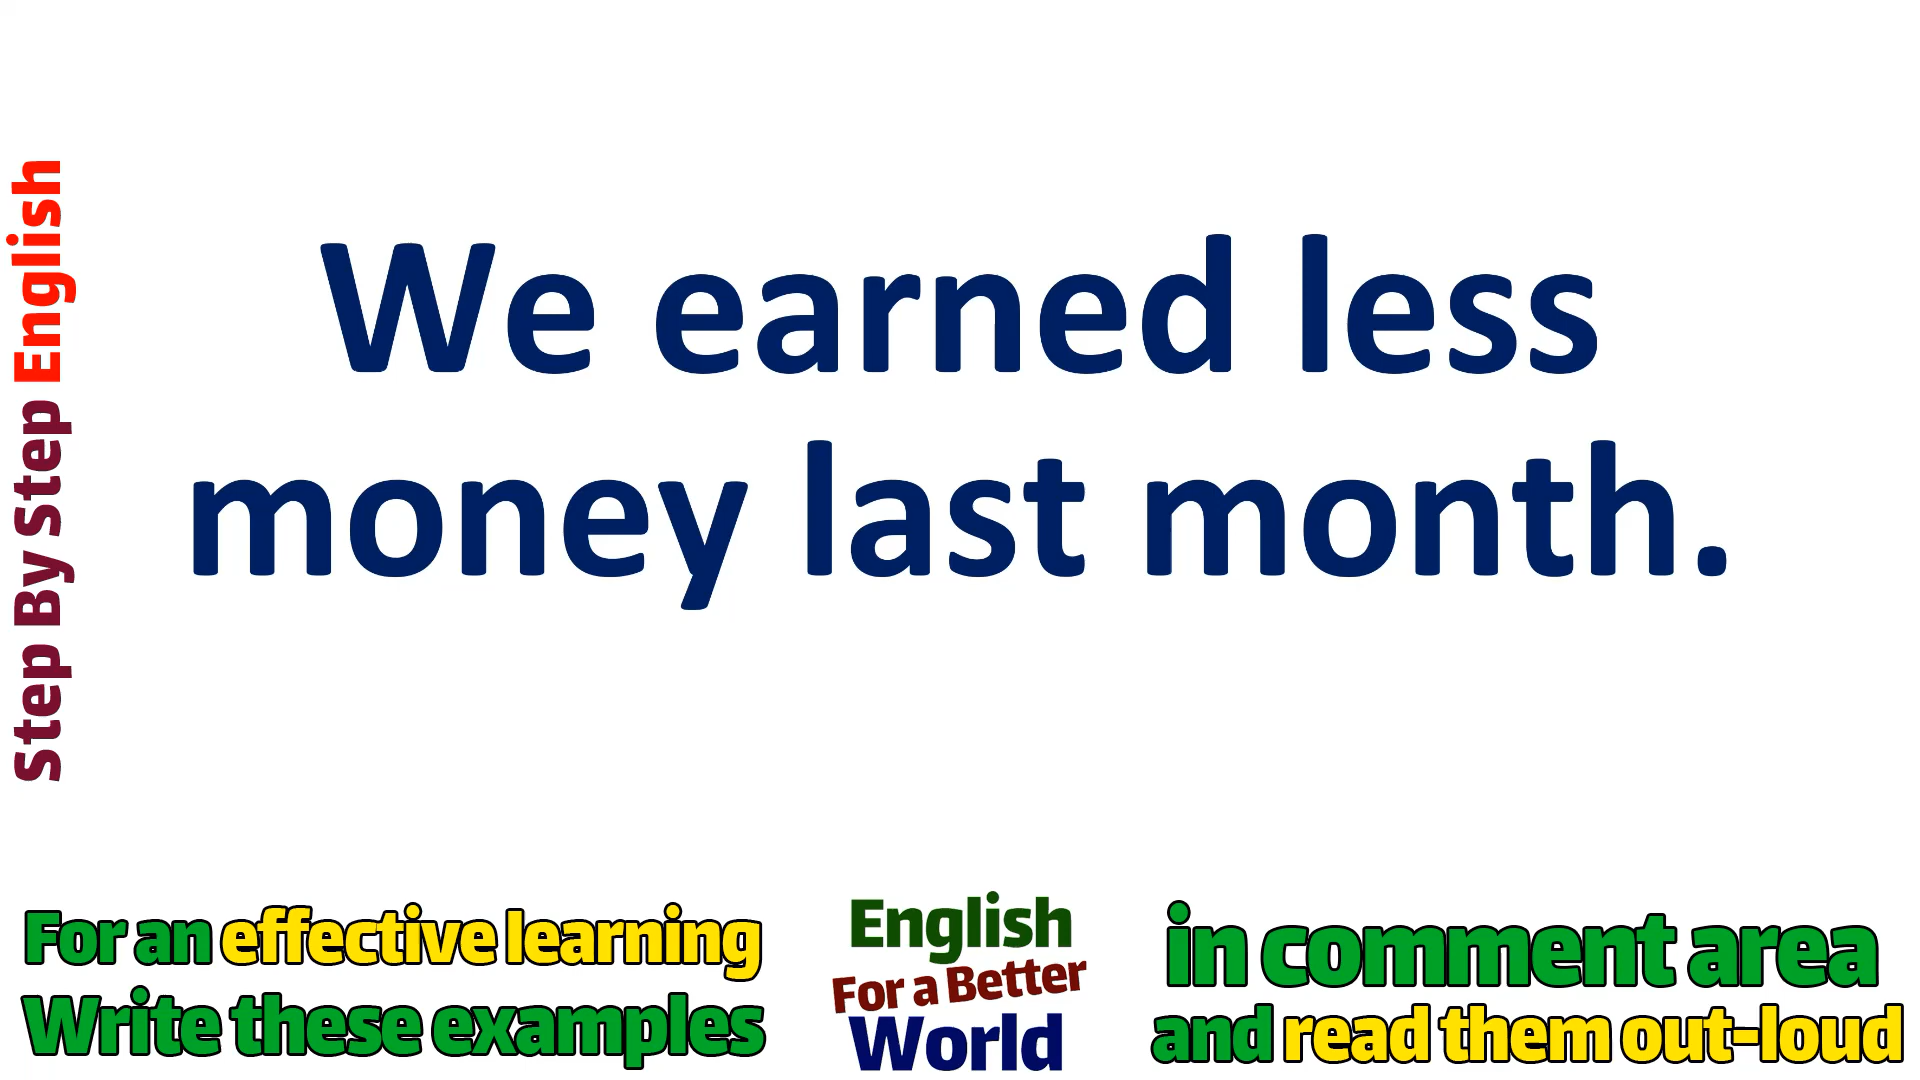 Step By Step English
We earned less
money last month.
For an effective learning
Write these examples
English
For a Better
World
in comment area
and read them out-loud